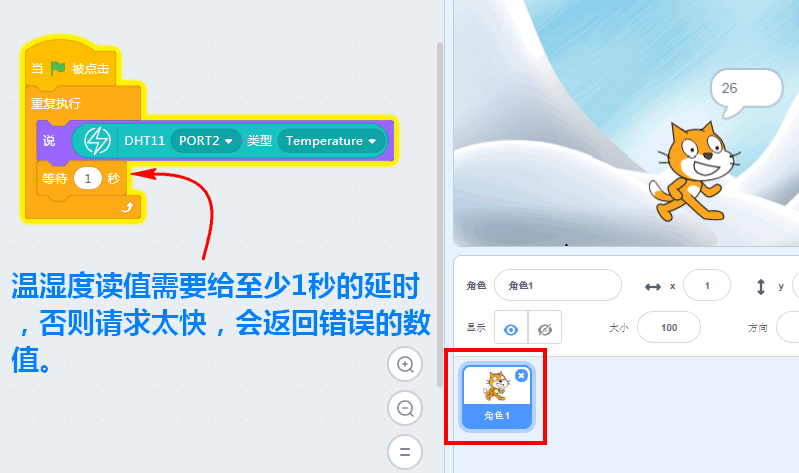 当 被点击
重复执行
说 DHT11 PORT2 类型 Temperature
等待 1 秒
温湿度读值需要给至少1秒的延时
，否则请求太快，会返回错误的数
值。
26
角色 角色1 x 1 y
显示 大小 100 方向
角色1